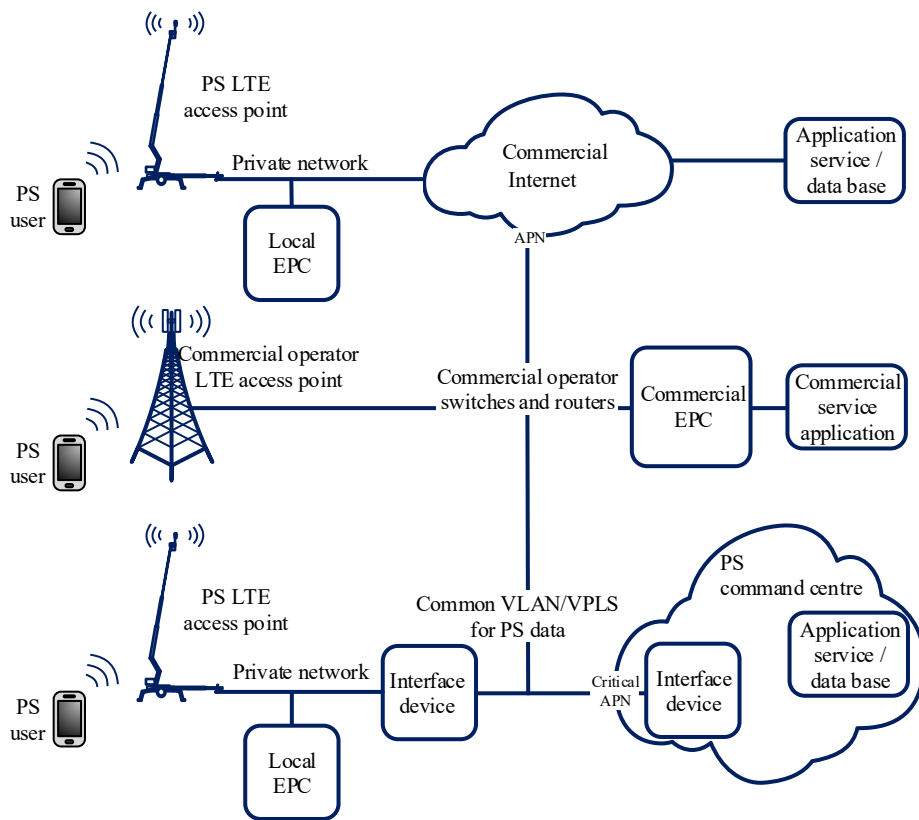 PS LTE
access point
PS
user
Private network
Local
EPC
Commercial
Internet
APN
Application
service /
data base
Commercial operator
LTE access point
PS
user
Commercial operator
switches and routers
Commercial
EPC
Commercial
service
application
PS LTE
access point
PS
user
Private network
Local
EPC
Interface
device
Common VLAN/VPLS
for PS data
Critical
APN
PS
command centre
Interface
device
Application
service /
data base